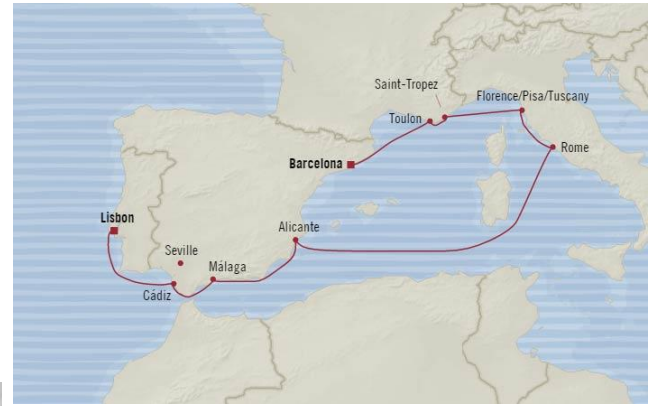 Saint-Tropez
Florence/Pisa/Tuscany
Toulon
Rome
Barcelona
Lisbon
Alicante
Seville
Málaga
Cádiz